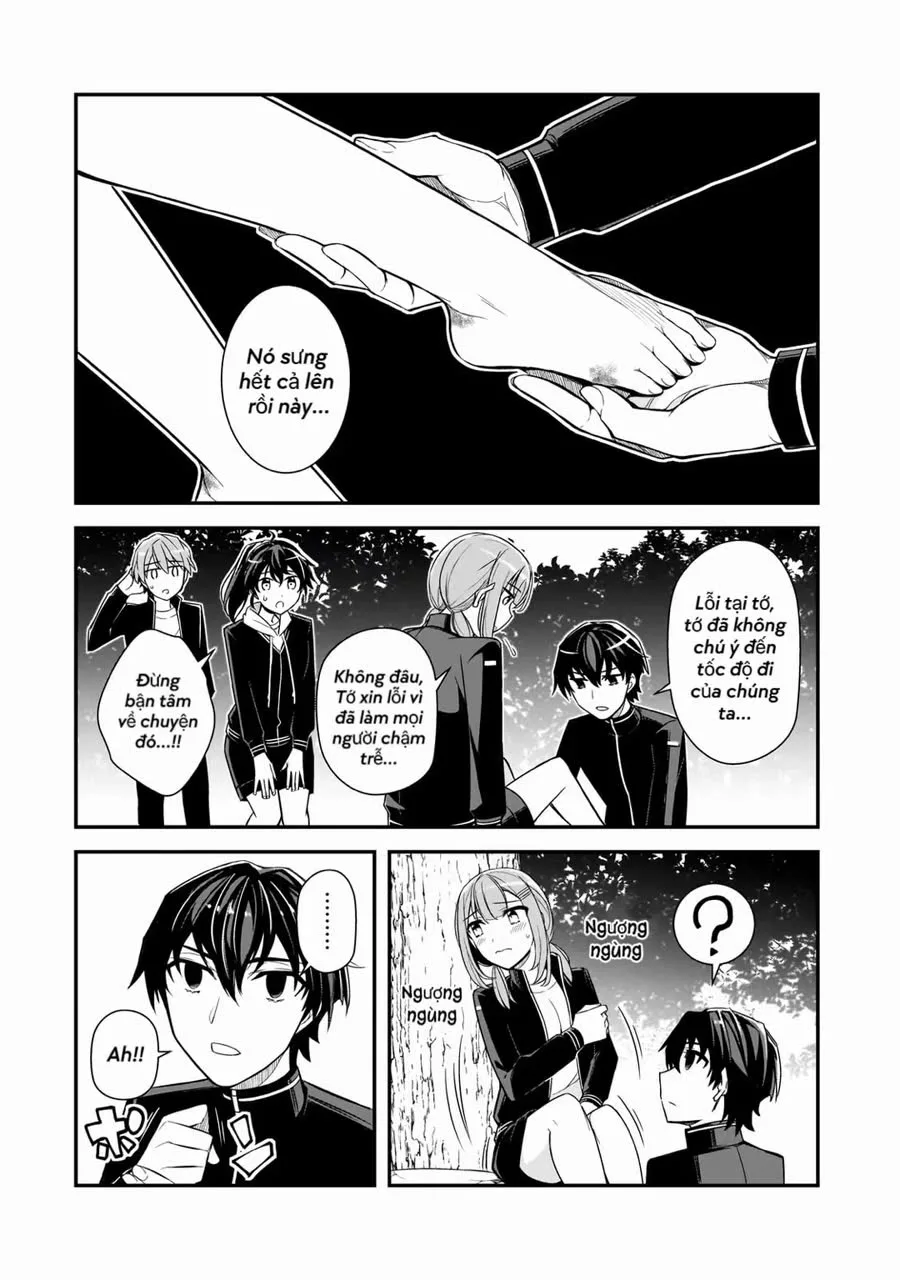 Nó sưng
hết cả lên
rồi này...
Lỗi tại tớ,
tớ đã không
chú ý đến
tốc độ đi
của chúng
ta...
Không đâu,
Tớ xin lỗi vì
đã làm mọi
người chậm
trễ...
Đừng
bận tâm
về chuyện
đó...!!
?
Ngượng
ngùng
Ngượng
ngùng
........
Ah!!
ポン